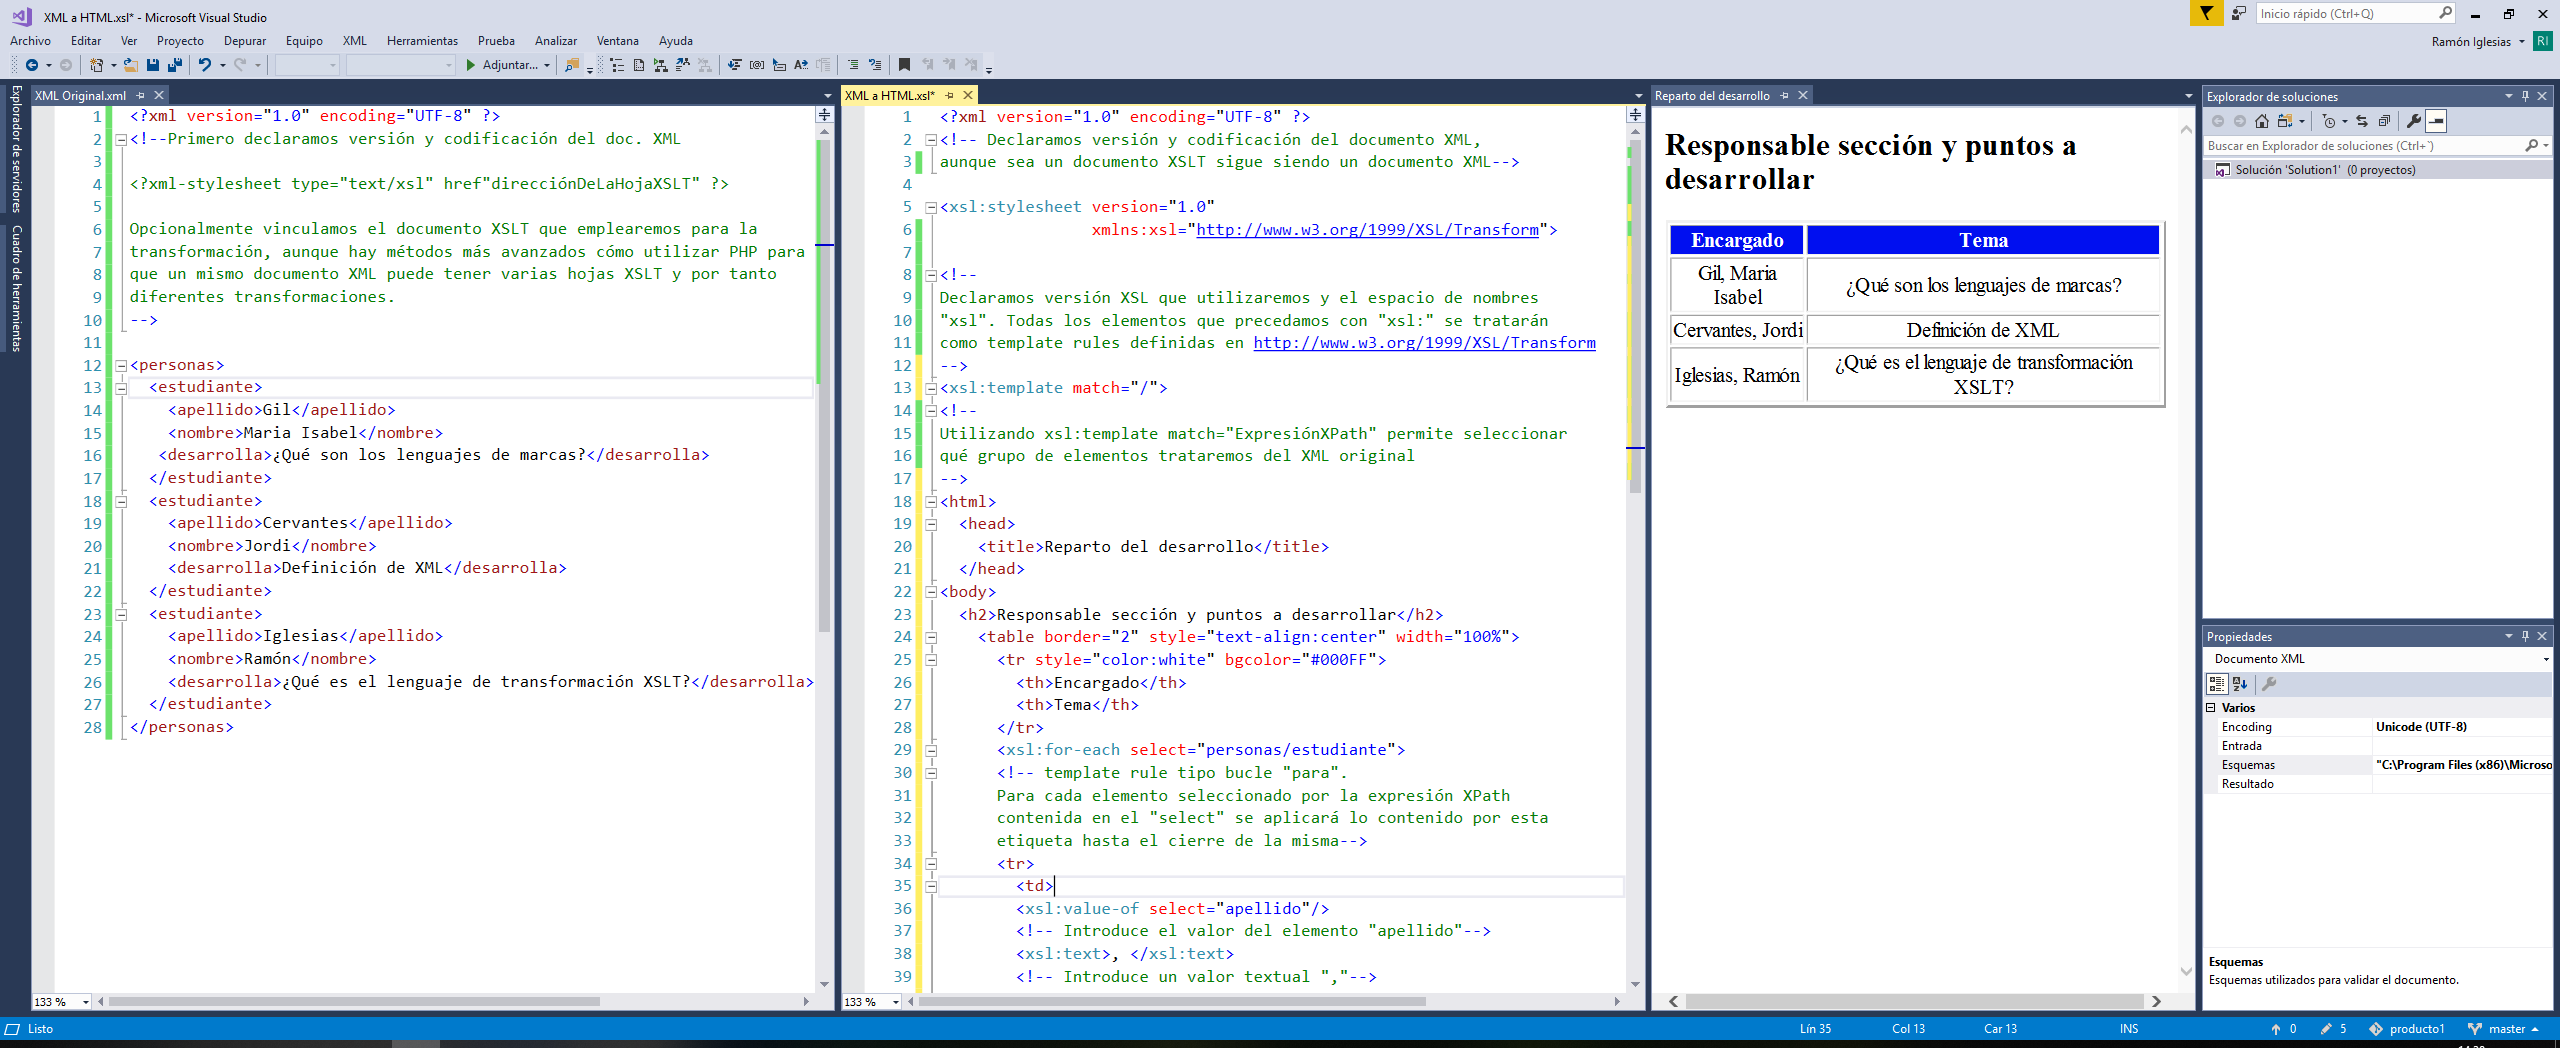 XML a HTML.xsl* - Microsoft Visual Studio
Inicio rápido (Ctrl+Q)
Archivo Editar Ver Proyecto Depurar Equipo XML Herramientas Prueba Analizar Ventana Ayuda
Ramón Iglesias RI
Adjuntar...
Explorador de servidores
Cuadro de herramientas
XML Original.xml
1 <?xml version="1.0" encoding="UTF-8" ?>
2 <!--Primero declaramos versión y codificación del doc. XML
3
4 <?xml-stylesheet type="text/xsl" href"direcciónDeLaHojaXSLT" ?>
5
6 Opcionalmente vinculamos el documento XSLT que emplearemos para la
7 transformación, aunque hay métodos más avanzados cómo utilizar PHP para
8 que un mismo documento XML puede tener varias hojas XSLT y por tanto
9 diferentes transformaciones.
10 -->
11
12 <personas>
13 <estudiante>
14 <apellido>Gil</apellido>
15 <nombre>Maria Isabel</nombre>
16 <desarrolla>¿Qué son los lenguajes de marcas?</desarrolla>
17 </estudiante>
18 <estudiante>
19 <apellido>Cervantes</apellido>
20 <nombre>Jordi</nombre>
21 <desarrolla>Definición de XML</desarrolla>
22 </estudiante>
23 <estudiante>
24 <apellido>Iglesias</apellido>
25 <nombre>Ramón</nombre>
26 <desarrolla>¿Qué es el lenguaje de transformación XSLT?</desarrolla>
27 </estudiante>
28 </personas>
133 %
XML a HTML.xsl*
1 <?xml version="1.0" encoding="UTF-8" ?>
2 <!-- Declaramos versión y codificación del documento XML,
3 aunque sea un documento XSLT sigue siendo un documento XML-->
4
5 <xsl:stylesheet version="1.0"
6 xmlns:xsl="http://www.w3.org/1999/XSL/Transform">
7
8 <!--
9 Declaramos versión XSL que utilizaremos y el espacio de nombres
10 "xsl". Todas los elementos que precedamos con "xsl:" se tratarán
11 como template rules definidas en http://www.w3.org/1999/XSL/Transform
12 -->
13 <xsl:template match="/">
14 <!--
15 Utilizando xsl:template match="ExpresiónXPath" permite seleccionar
16 qué grupo de elementos trataremos del XML original
17 -->
18 <html>
19 <head>
20 <title>Reparto del desarrollo</title>
21 </head>
22 <body>
23 <h2>Responsable sección y puntos a desarrollar</h2>
24 <table border="2" style="text-align:center" width="100%">
25 <tr style="color:white" bgcolor="#000FF">
26 <th>Encargado</th>
27 <th>Tema</th>
28 </tr>
29 <xsl:for-each select="personas/estudiante">
30 <!-- template rule tipo bucle "para".
31 Para cada elemento seleccionado por la expresión XPath
32 contenida en el "select" se aplicará lo contenido por esta
33 etiqueta hasta el cierre de la misma-->
34 <tr>
35 <td>
36 <xsl:value-of select="apellido"/>
37 <!-- Introduce el valor del elemento "apellido"-->
38 <xsl:text>, </xsl:text>
39 <!-- Introduce un valor textual ","-->
133 %
Reparto del desarrollo
Responsable sección y puntos a
desarrollar
Encargado Tema
Gil, Maria
Isabel
¿Qué son los lenguajes de marcas?
Cervantes, Jordi Definición de XML
Iglesias, Ramón
¿Qué es el lenguaje de transformación
XSLT?
Explorador de soluciones
Buscar en Explorador de soluciones (Ctrl+´)
Solución 'Solution1' (0 proyectos)
Propiedades
Documento XML
Varios
Encoding Unicode (UTF-8)
Entrada
Esquemas "C:\Program Files (x86)\Microso
Resultado
Esquemas
Esquemas utilizados para validar el documento.
Listo Lín 35 Col 13 Car 13 INS 0 5 producto1 master